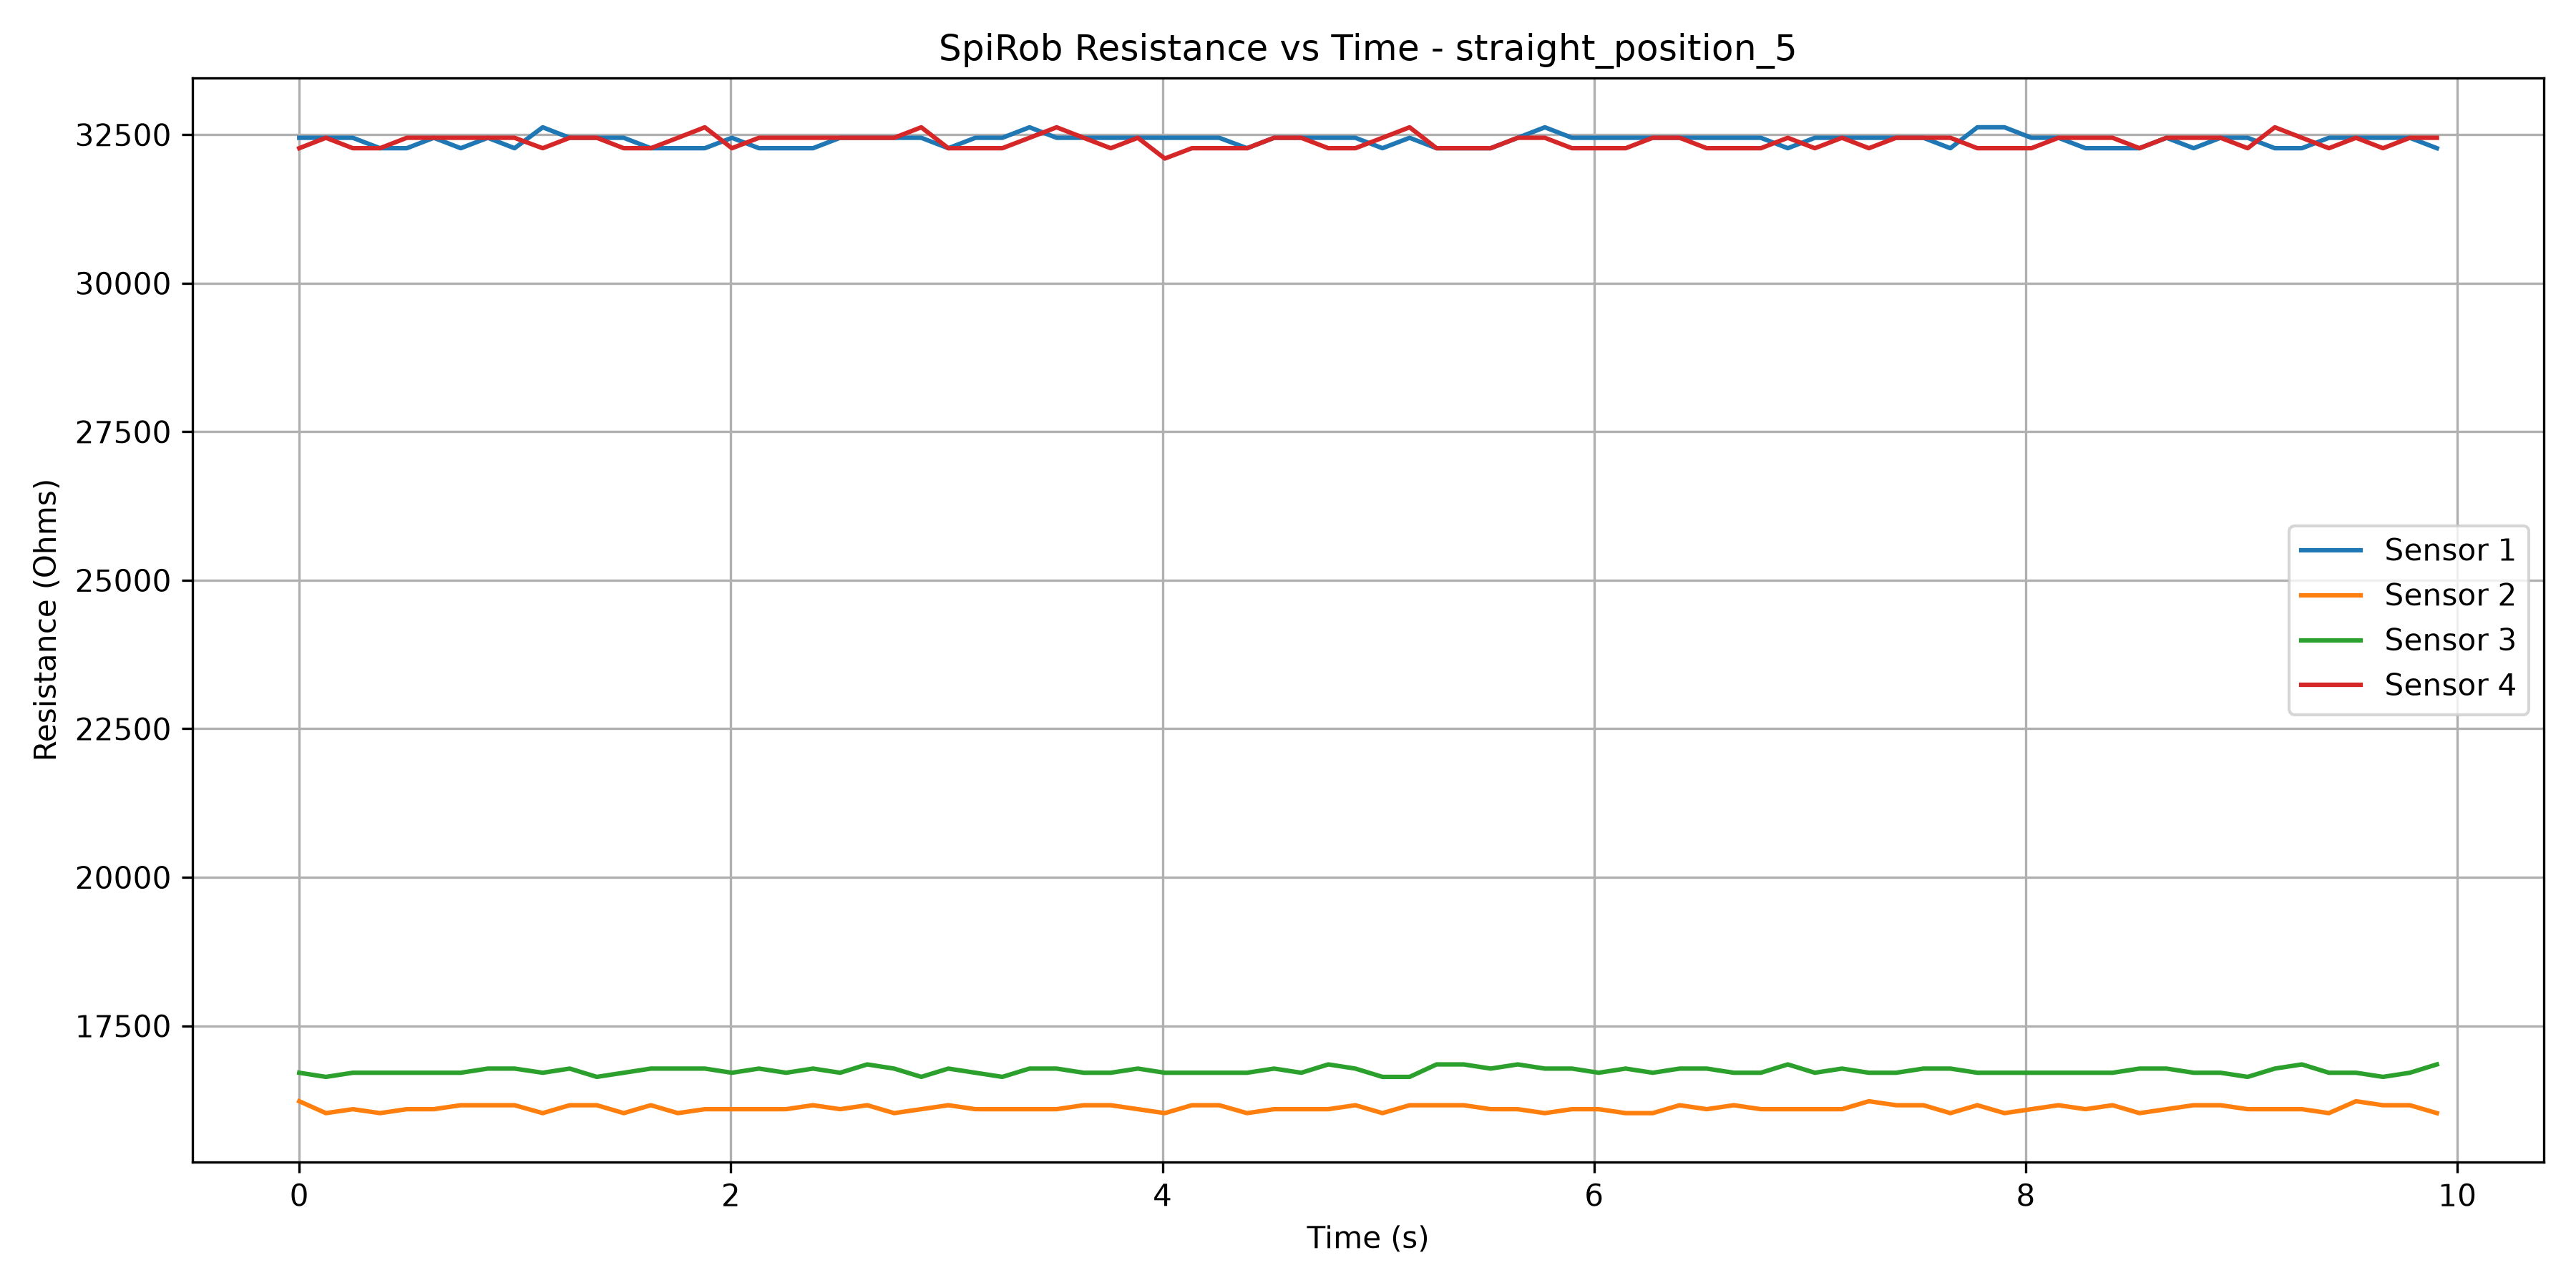 SpiRob Resistance vs Time - straight_position_5
Resistance (Ohms)
32500
30000
27500
25000
22500
20000
17500
Sensor 1
Sensor 2
Sensor 3
Sensor 4
0 2 4 6 8 10
Time (s)